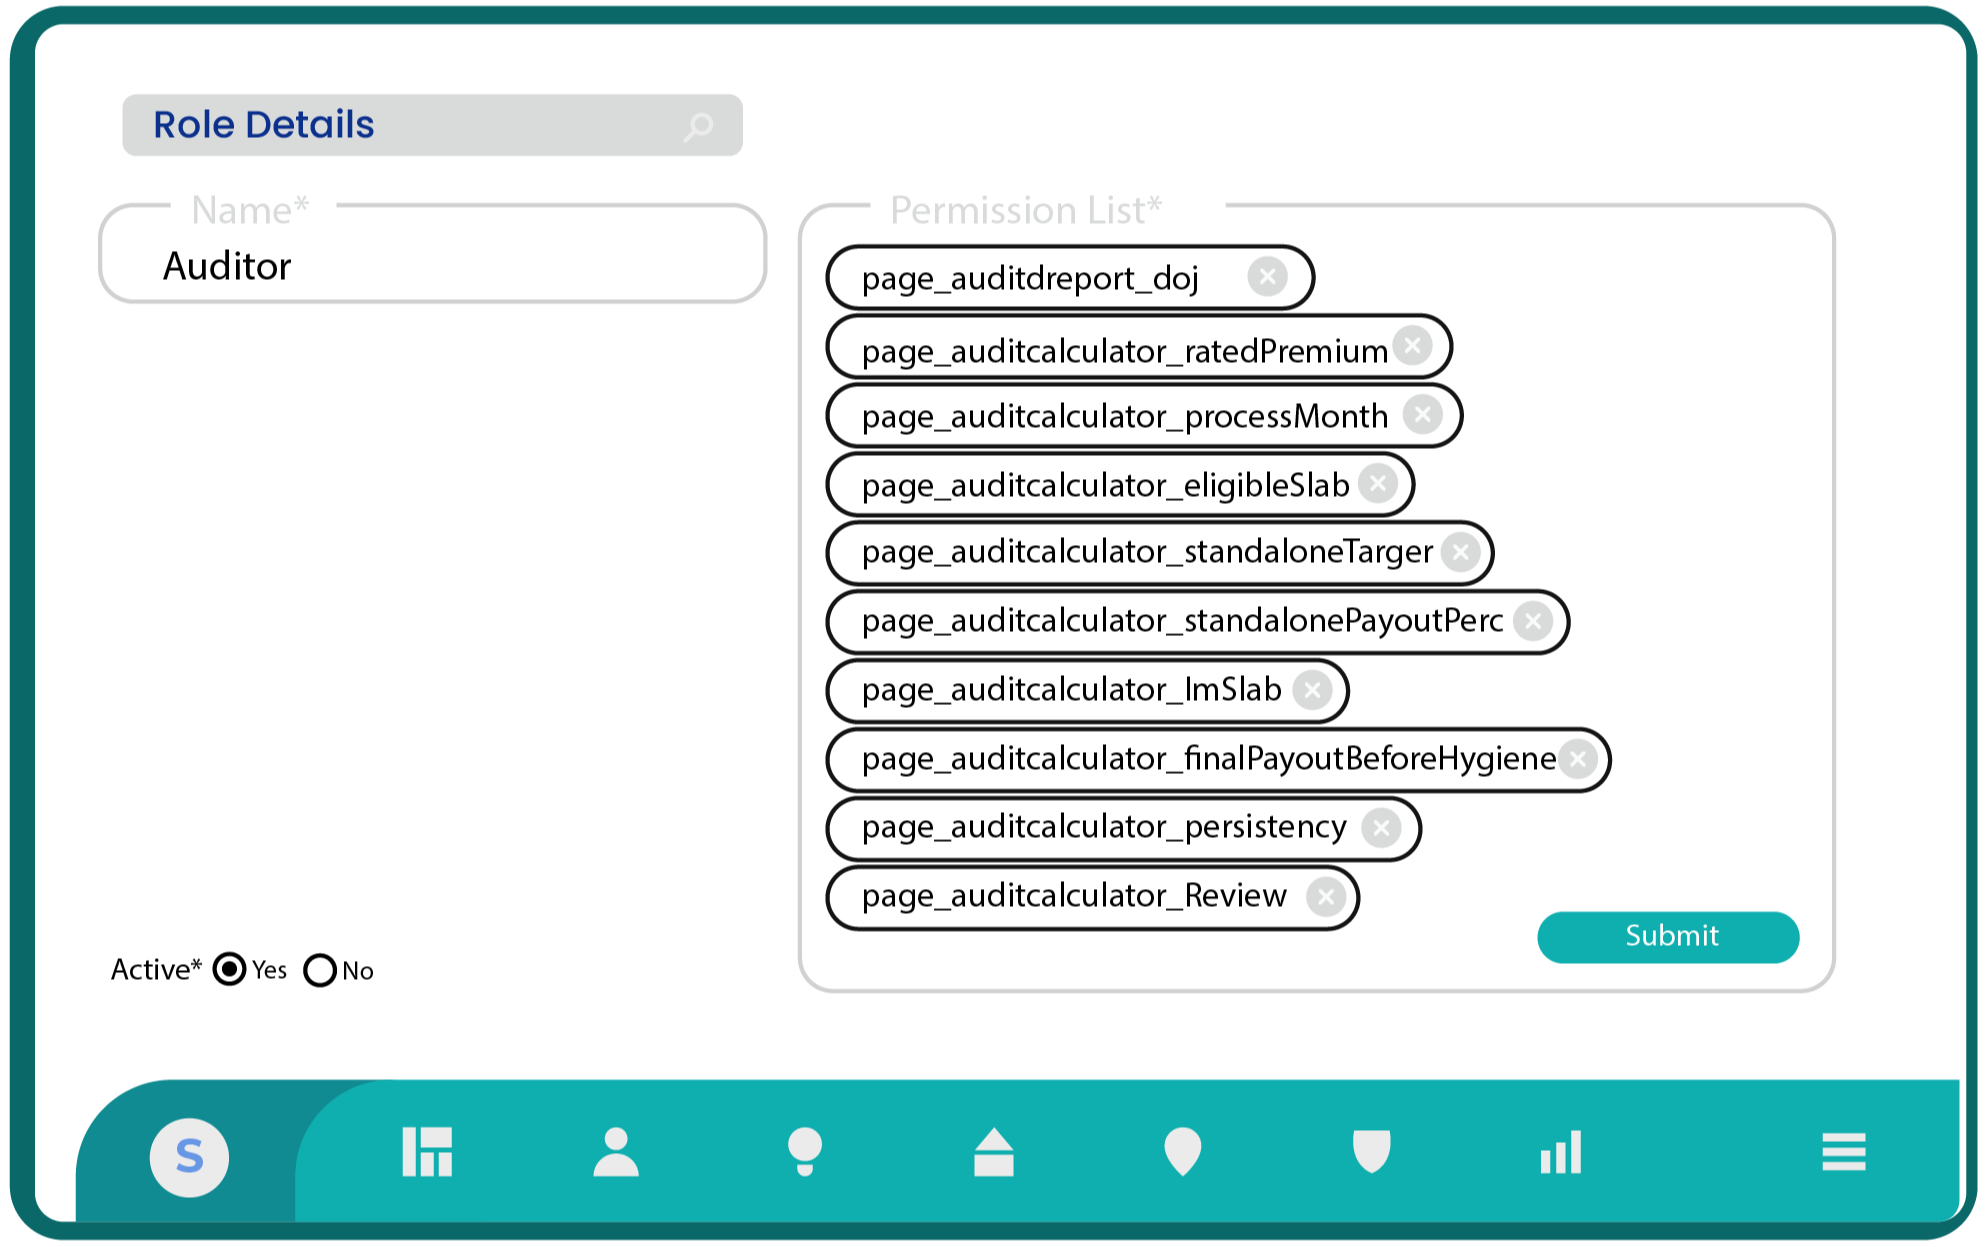 Role Details
Name*
Auditor
Permission List*
page_auditdreport_doj
page_auditcalculator_ratedPremium
page_auditcalculator_processMonth
page_auditcalculator_eligibleSlab
page_auditcalculator_standaloneTarger
page_auditcalculator_standalonePayoutPerc
page_auditcalculator_lmSlab
page_auditcalculator_finalPayoutBeforeHygiene
page_auditcalculator_persistency
page_auditcalculator_Review
Submit
Active* Yes No
S